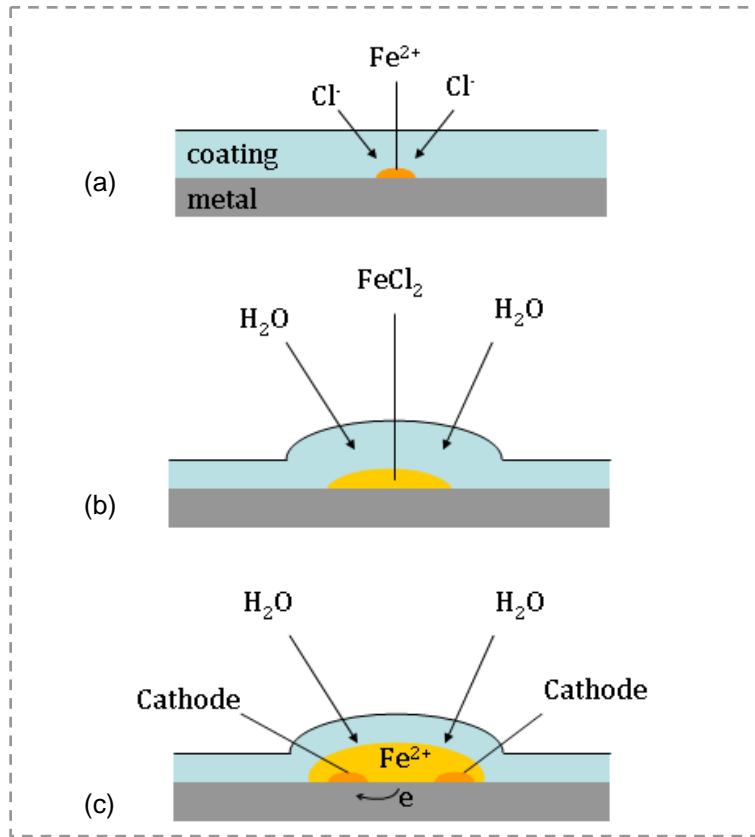 Fe²⁺
Cl⁻ Cl⁻
coating
(a)
metal
FeCl₂
H₂O H₂O
(b)
H₂O H₂O
Cathode Cathode
Fe²⁺
(c) e